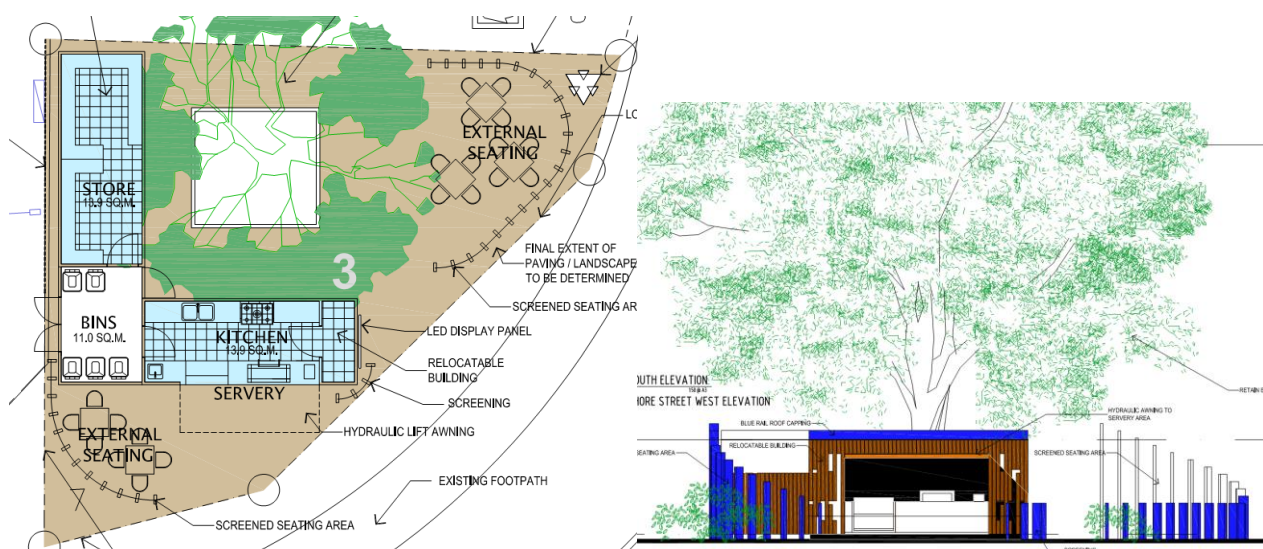 STORE
13.9 SQ.M.
BINS
11.0 SQ.M.
KITCHEN
13.9 SQ.M.
SERVERY
EXTERNAL
SEATING
EXTERNAL
SEATING
3
FINAL EXTENT OF
PAVING / LANDSCAPE
TO BE DETERMINED
SCREENED SEATING AR
LED DISPLAY PANEL
RELOCATABLE
BUILDING
SCREENING
HYDRAULIC LIFT AWNING
EXISTING FOOTPATH
SCREENED SEATING AREA
LO
OUTH ELEVATION
HORE STREET WEST ELEVATION
BLUE RAIL ROOF CAPPING
RELOCATABLE BUILDING
SEATING AREA
HYDRAULIC AWNING TO
SERVERY AREA
SCREENED SEATING AREA
RETAIN